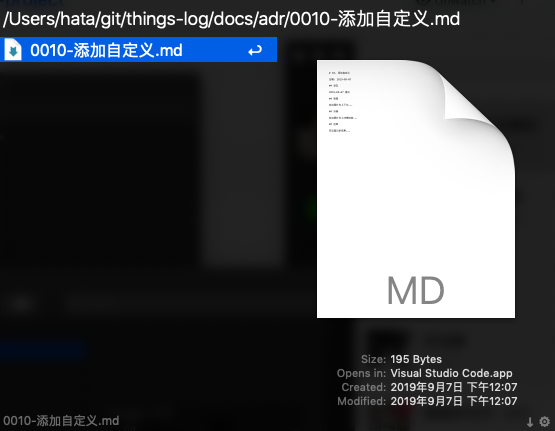 /Users/hata/git/things-log/docs/adr/0010-添加自定义.md
0010-添加自定义.md
MD
Size: 195 Bytes
Opens in: Visual Studio Code.app
Created: 2019年9月7日 下午12:07
Modified: 2019年9月7日 下午12:07
0010-添加自定义.md